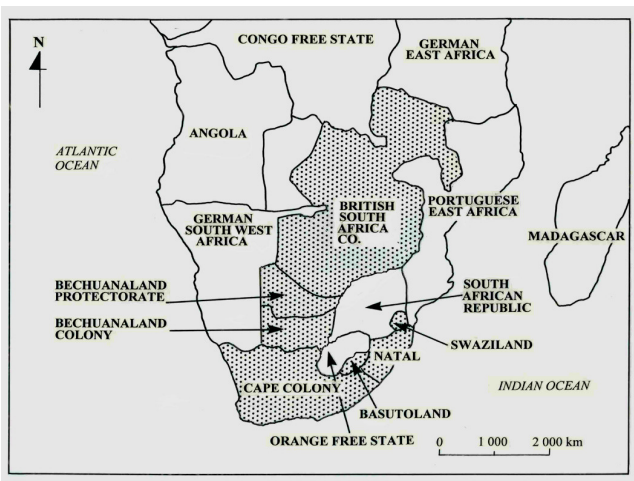 N
CONGO FREE STATE
GERMAN
EAST AFRICA
ANGOLA
ATLANTIC
OCEAN
BRITISH
SOUTH
AFRICA
CO.
PORTUGUESE
EAST AFRICA
GERMAN
SOUTH WEST
AFRICA
MADAGASCAR
BECHUANALAND
PROTECTORATE
SOUTH
AFRICAN
REPUBLIC
BECHUANALAND
COLONY
SWAZILAND
NATAL
CAPE COLONY
INDIAN OCEAN
BASUTOLAND
ORANGE FREE STATE
0 1 000 2 000 km